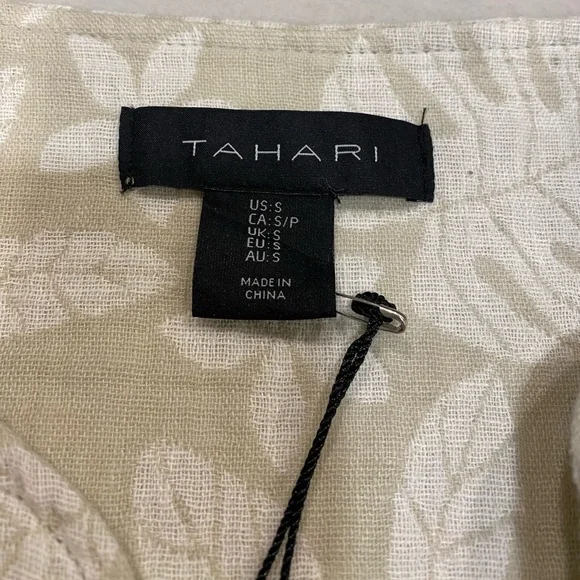 TAHARI
US: S
CA: S/P
UK: S
EU: S
AU: S
MADE IN
CHINA